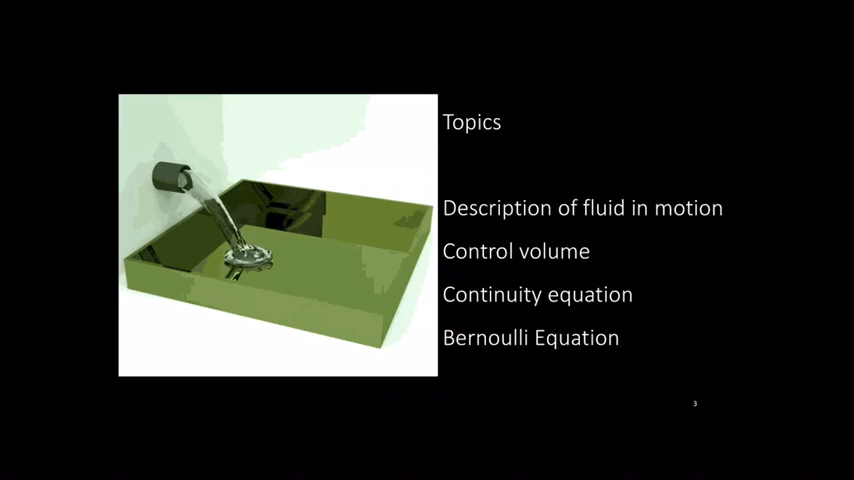 Topics
Description of fluid in motion
Control volume
Continuity equation
Bernoulli Equation
3